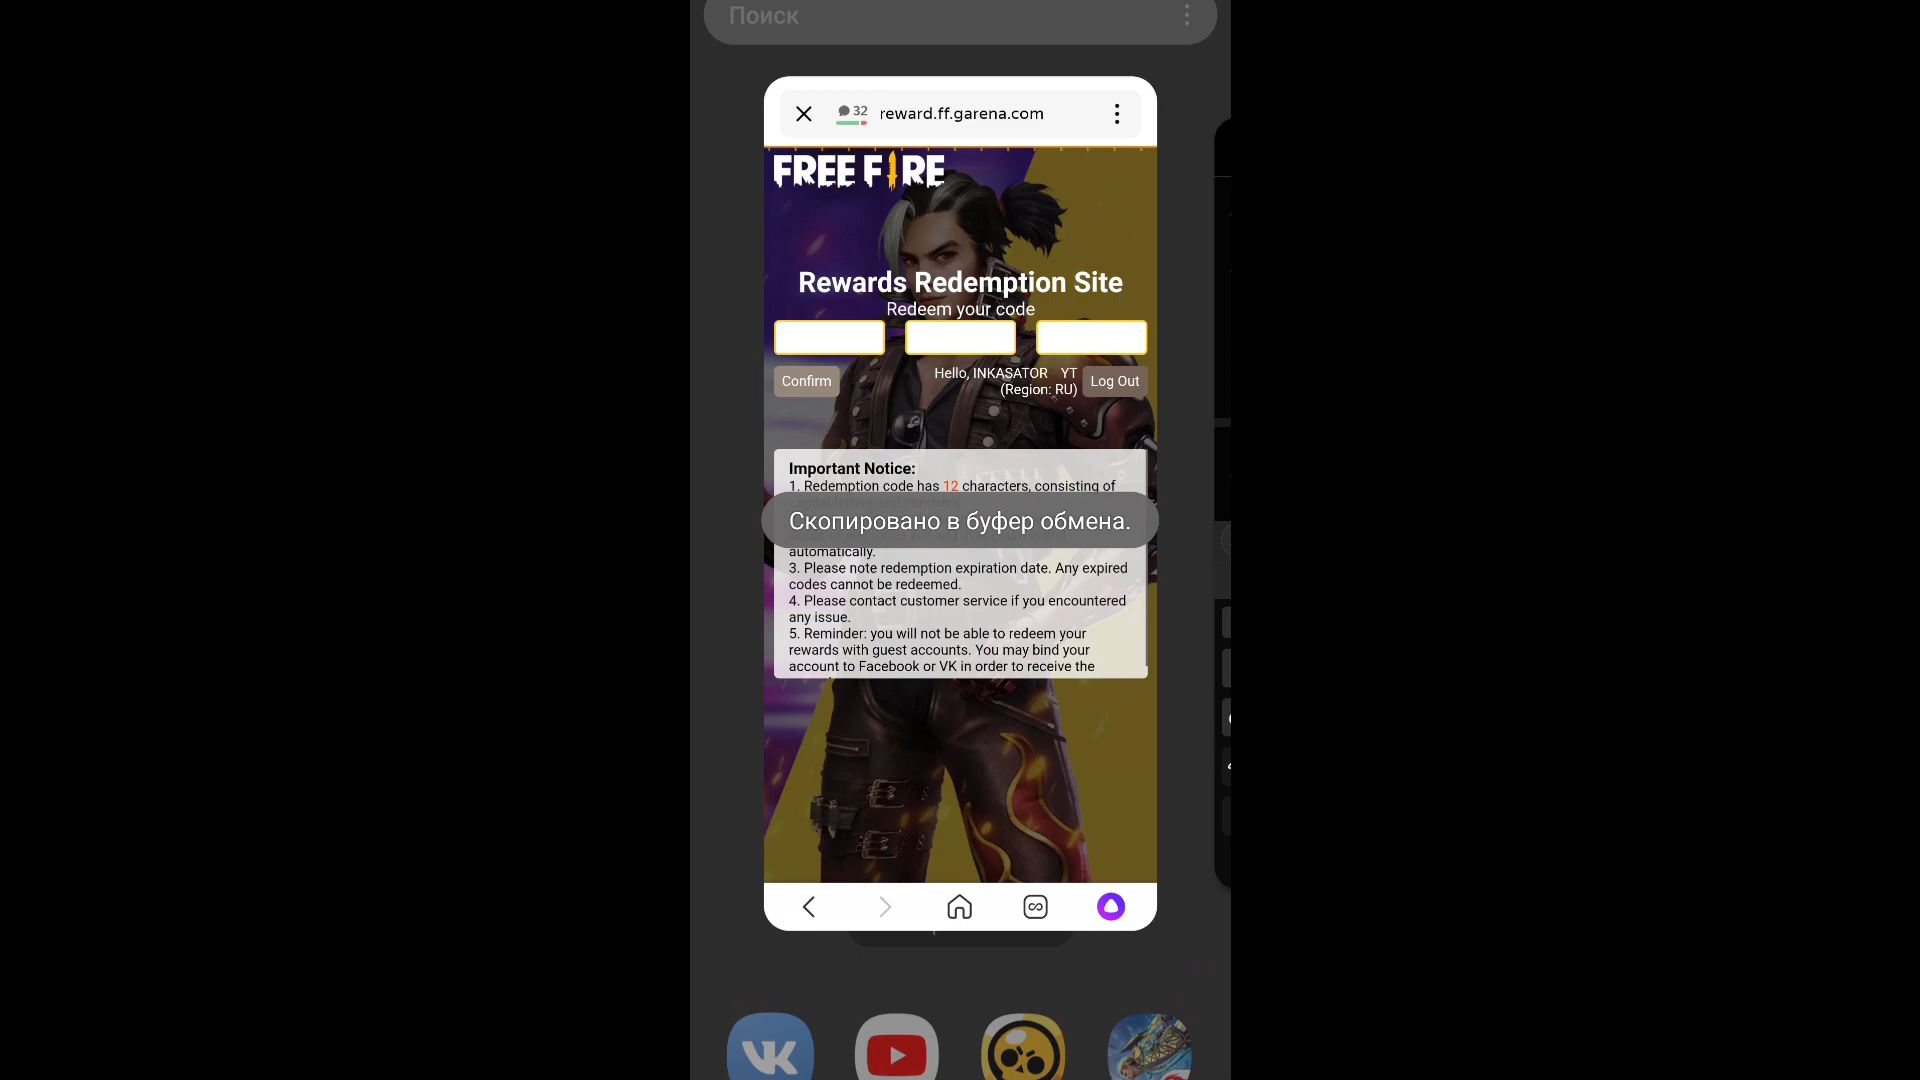 Поиск
32
reward.ff.garena.com
FREE FIRE
Rewards Redemption Site
Redeem your code
Confirm
Hello, INKASATOR YT
(Region: RU)
Log Out
Important Notice:
1. Redemption code has 12 characters, consisting of
capital letters and numbers
Скопировано в буфер обмена.
automatically.
3. Please note redemption expiration date. Any expired
codes cannot be redeemed.
4. Please contact customer service if you encountered
any issue.
5. Reminder: you will not be able to redeem your
rewards with guest accounts. You may bind your
account to Facebook or VK in order to receive the